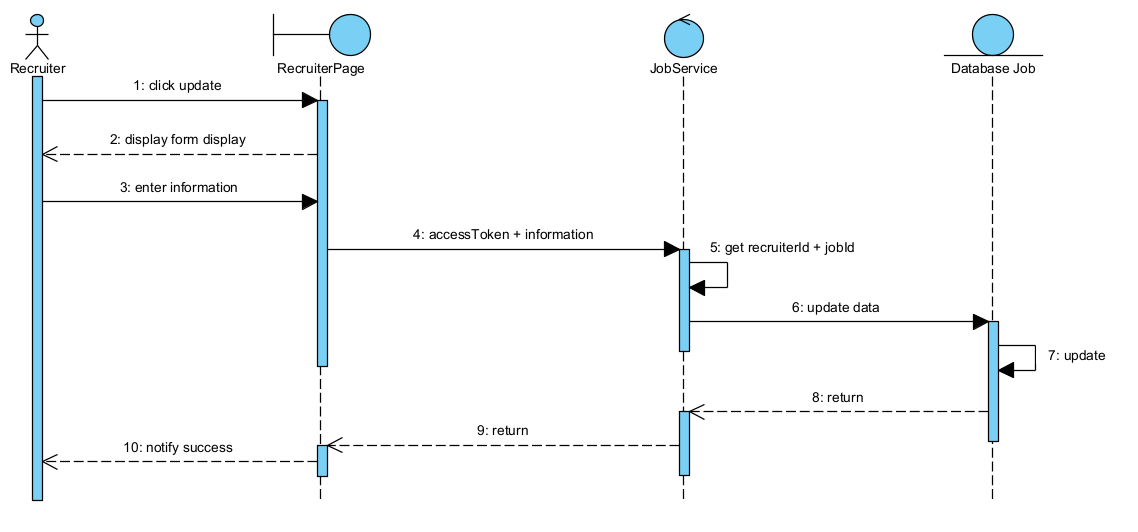 Recruiter
RecruiterPage
JobService
Database Job
1: click update
2: display form display
3: enter information
4: accessToken + information
5: get recruiterId + jobId
6: update data
7: update
8: return
9: return
10: notify success